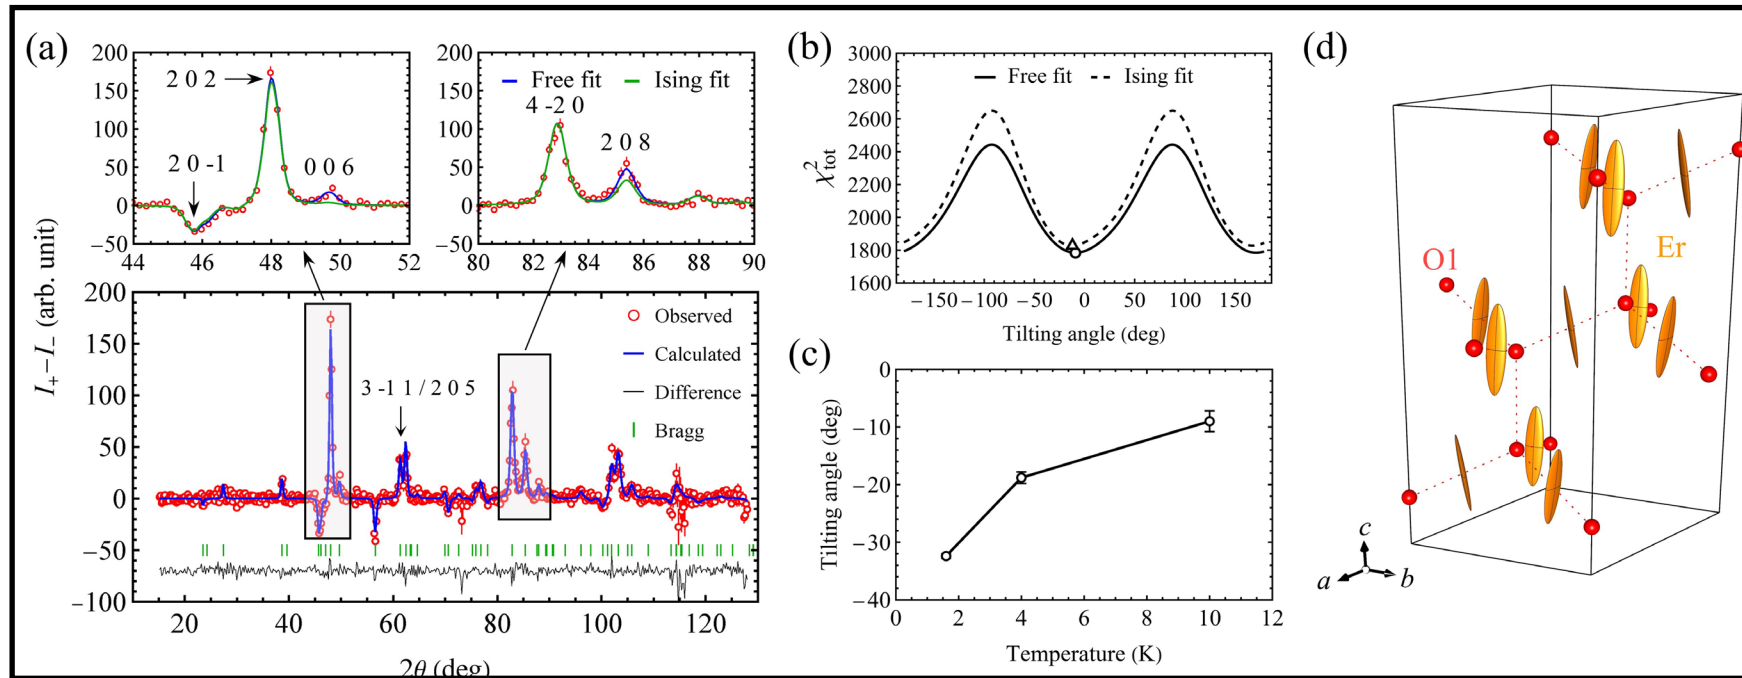 (a)
200
150
100
50
0
−50
2 0 2
2 0 -1
0 0 6
44 46 48 50 52
200
150
100
50
0
−50
Free fit Ising fit
4 -2 0
2 0 8
80 82 84 86 88 90
I+−I− (arb. unit)
200
150
100
50
0
−50
−100
3 -1 1 / 2 0 5
Observed
Calculated
Difference
Bragg
20 40 60 80 100 120
2θ (deg)
(b)
χ²tot
3000
2800
2600
2400
2200
2000
1800
1600
Free fit Ising fit
−150 −100 −50 0 50 100 150
Tilting angle (deg)
(c)
Tilting angle (deg)
0
−10
−20
−30
−40
0 2 4 6 8 10 12
Temperature (K)
(d)
Er
O1
c
a b